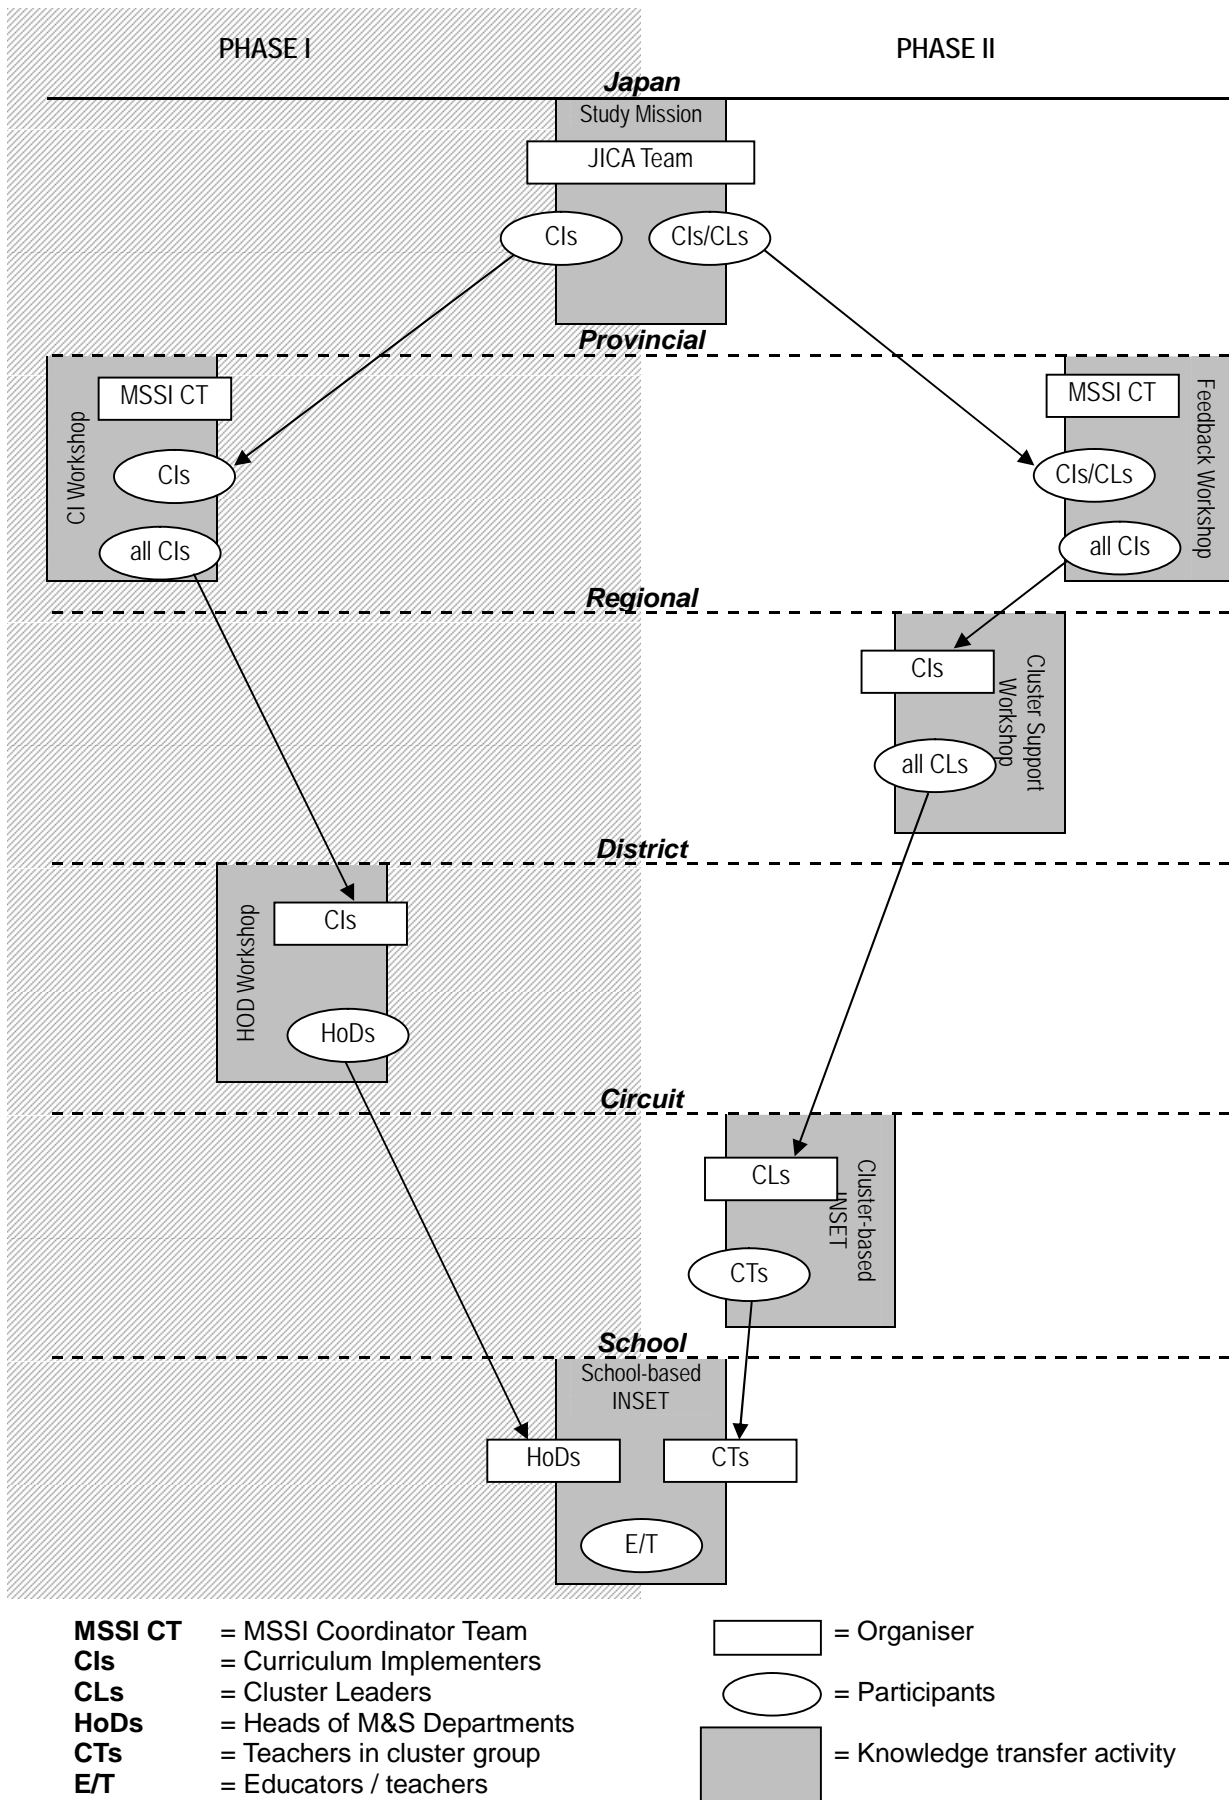 PHASE I
PHASE II
Japan
Study Mission
JICA Team
CIs
CIs/CLs
Provincial
CI Workshop
MSSI CT
CIs
all CIs
MSSI CT
CIs/CLs
all CIs
Feedback Workshop
Regional
CIs
all CLs
Cluster Support
Workshop
District
HOD Workshop
CIs
HoDs
Circuit
CLs
CTs
Cluster-based
INSET
School
School-based
INSET
HoDs
CTs
E/T
MSSI CT = MSSI Coordinator Team
CIs = Curriculum Implementers
CLs = Cluster Leaders
HoDs = Heads of M&S Departments
CTs = Teachers in cluster group
E/T = Educators / teachers
= Organiser
= Participants
= Knowledge transfer activity